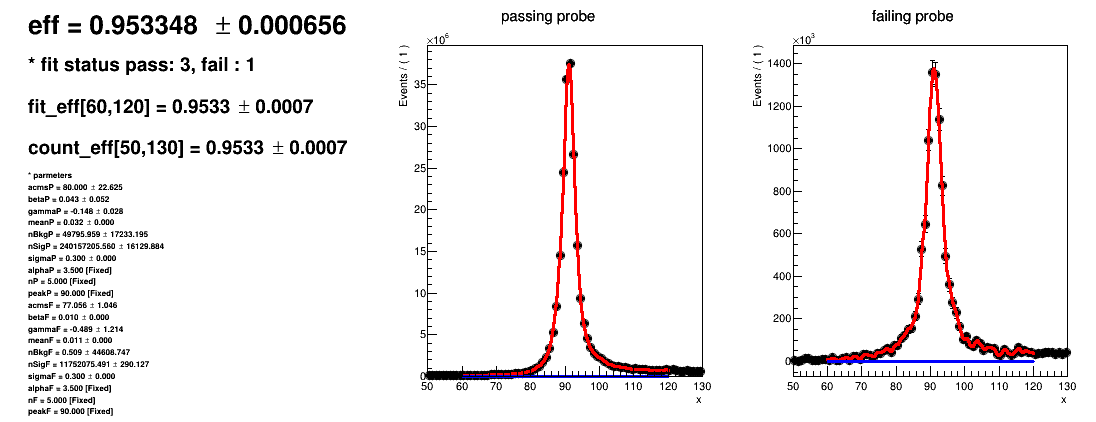 eff = 0.953348 ± 0.000656
* fit status pass: 3, fail : 1
fit_eff[60,120] = 0.9533 ± 0.0007
count_eff[50,130] = 0.9533 ± 0.0007
* parmeters
acmsP = 80.000 ± 22.625
betaP = 0.043 ± 0.052
gammaP = -0.148 ± 0.028
meanP = 0.032 ± 0.000
nBkgP = 49795.959 ± 17233.195
nSigP = 240157205.560 ± 16129.884
sigmaP = 0.300 ± 0.000
alphaP = 3.500 [Fixed]
nP = 5.000 [Fixed]
peakP = 90.000 [Fixed]
acmsF = 77.056 ± 1.046
betaF = 0.010 ± 0.000
gammaF = -0.489 ± 1.214
meanF = 0.011 ± 0.000
nBkgF = 0.509 ± 44608.747
nSigF = 11752075.491 ± 290.127
sigmaF = 0.300 ± 0.000
alphaF = 3.500 [Fixed]
nF = 5.000 [Fixed]
peakF = 90.000 [Fixed]
passing probe
×10⁶
Events / ( 1 )
35
30
25
20
15
10
5
0
50 60 70 80 90 100 110 120 130
x
failing probe
×10³
Events / ( 1 )
1400
1200
1000
800
600
400
200
0
50 60 70 80 90 100 110 120 130
x